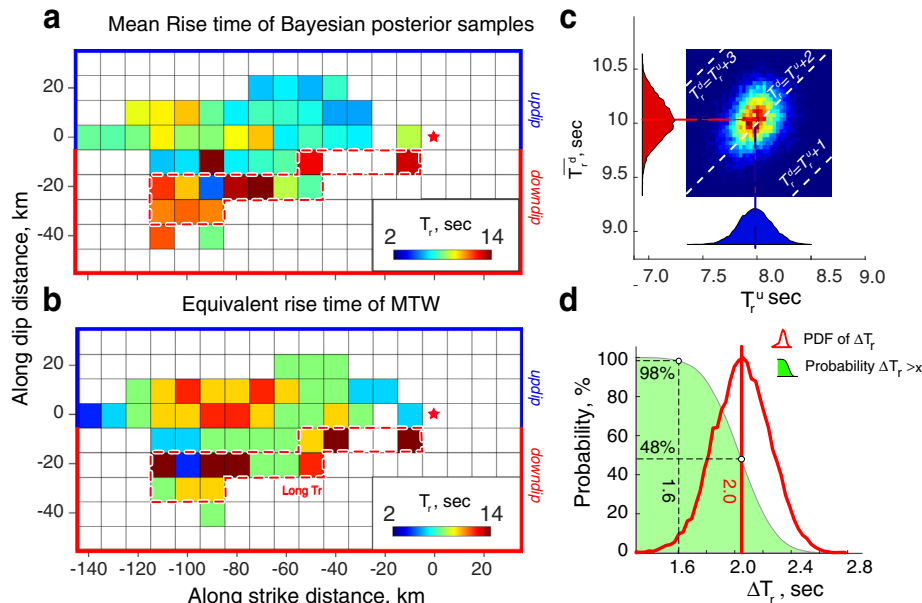 a Mean Rise time of Bayesian posterior samples
20
0
-20
-40
updip
downdip
Tr, sec
2 14
Along dip distance, km
b Equivalent rise time of MTW
20
0
-20
-40
updip
downdip
Long Tr
Tr, sec
2 14
-140 -120 -100 -80 -60 -40 -20 0 20
Along strike distance, km
c
10.5
10
9.5
9.0
Tr d, sec
Tr d=Tr u+3
Tr d=Tr u+2
Tr d=Tr u+1
7.0 7.5 8.0 8.5 9.0
Tr u sec
d
PDF of ΔTr
Probability ΔTr >x
100
80
60
40
20
0
Probability, %
98%
48%
1.6
2.0
1.6 2.0 2.4 2.8
ΔTr , sec